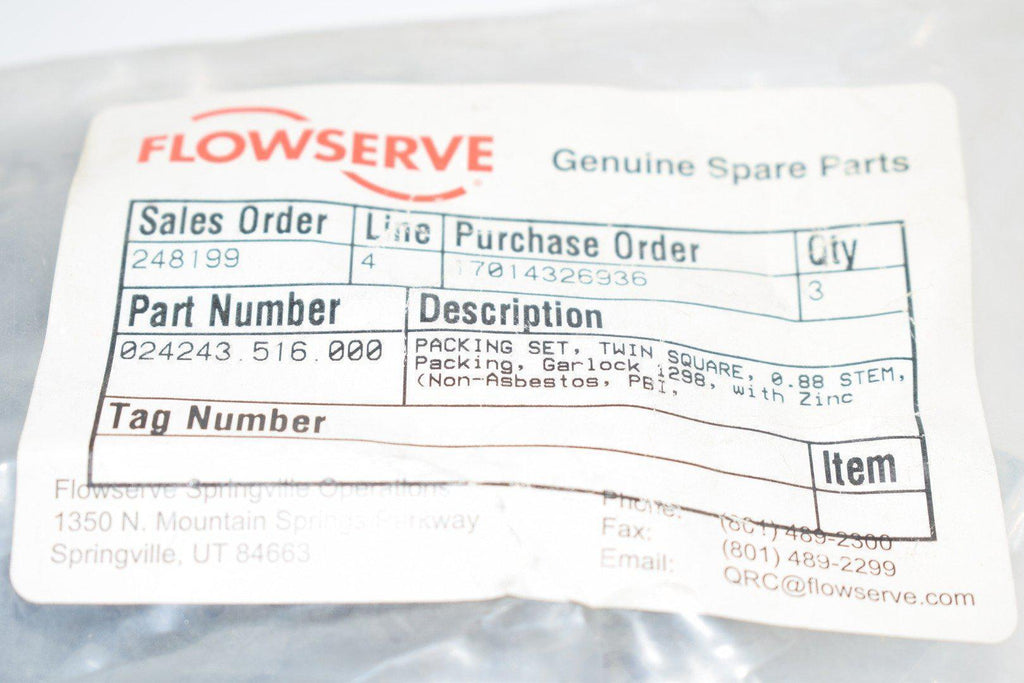 FLOWSERVE
Genuine Spare Parts
Sales Order Line Purchase Order Qty
248199 4 17014326936 3
Part Number Description
024243.516.000 PACKING SET, TWIN SQUARE, 0.88 STEM,
Packing, Garlock 1298, with Zinc
(Non-Asbestos, PBI,
Tag Number
Item
Flowserve Springville Operations
1350 N. Mountain Springs Parkway
Springville, UT 84663
Phone: (801) 489-2300
Fax: (801) 489-2299
Email: QRC@flowserve.com